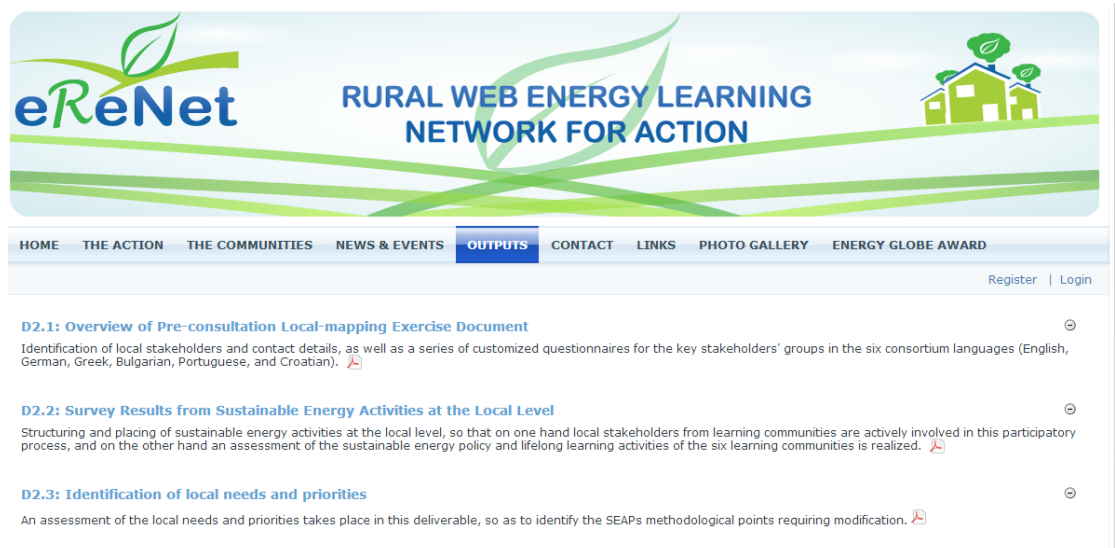 eReNet
RURAL WEB ENERGY LEARNING
NETWORK FOR ACTION
HOME THE ACTION THE COMMUNITIES NEWS & EVENTS OUTPUTS CONTACT LINKS PHOTO GALLERY ENERGY GLOBE AWARD
Register | Login
D2.1: Overview of Pre-consultation Local-mapping Exercise Document
Identification of local stakeholders and contact details, as well as a series of customized questionnaires for the key stakeholders' groups in the six consortium languages (English,
German, Greek, Bulgarian, Portuguese, and Croatian).
D2.2: Survey Results from Sustainable Energy Activities at the Local Level
Structuring and placing of sustainable energy activities at the local level, so that on one hand local stakeholders from learning communities are actively involved in this participatory
process, and on the other hand an assessment of the sustainable energy policy and lifelong learning activities of the six learning communities is realized.
D2.3: Identification of local needs and priorities
An assessment of the local needs and priorities takes place in this deliverable, so as to identify the SEAPs methodological points requiring modification.